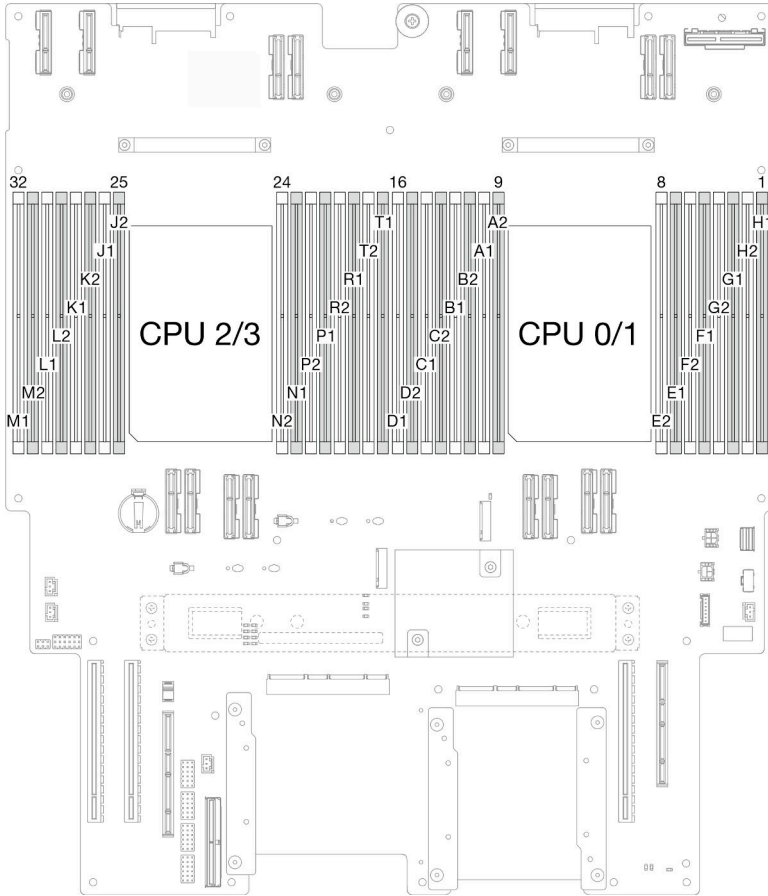 32 25 24 16 9 8 1
J2 T1 A2 H1
J1 T2 A1 H2
K2 R1 B2 G1
K1 R2 B1 G2
L2 P1 C2 F1
L1 P2 C1 F2
M2 N1 D2 E1
M1 N2 D1 E2
CPU 2/3 CPU 0/1